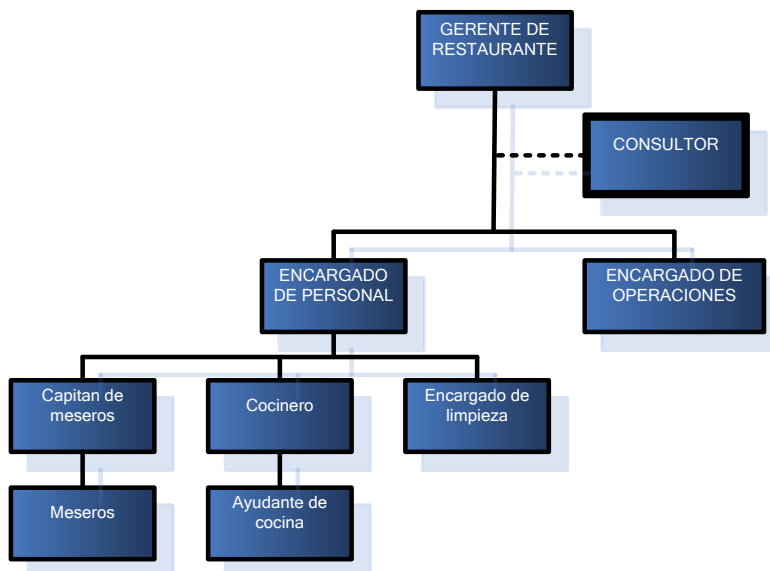 GERENTE DE
RESTAURANTE
CONSULTOR
ENCARGADO
DE PERSONAL
ENCARGADO DE
OPERACIONES
Capitan de
meseros
Cocinero
Encargado de
limpieza
Meseros
Ayudante de
cocina